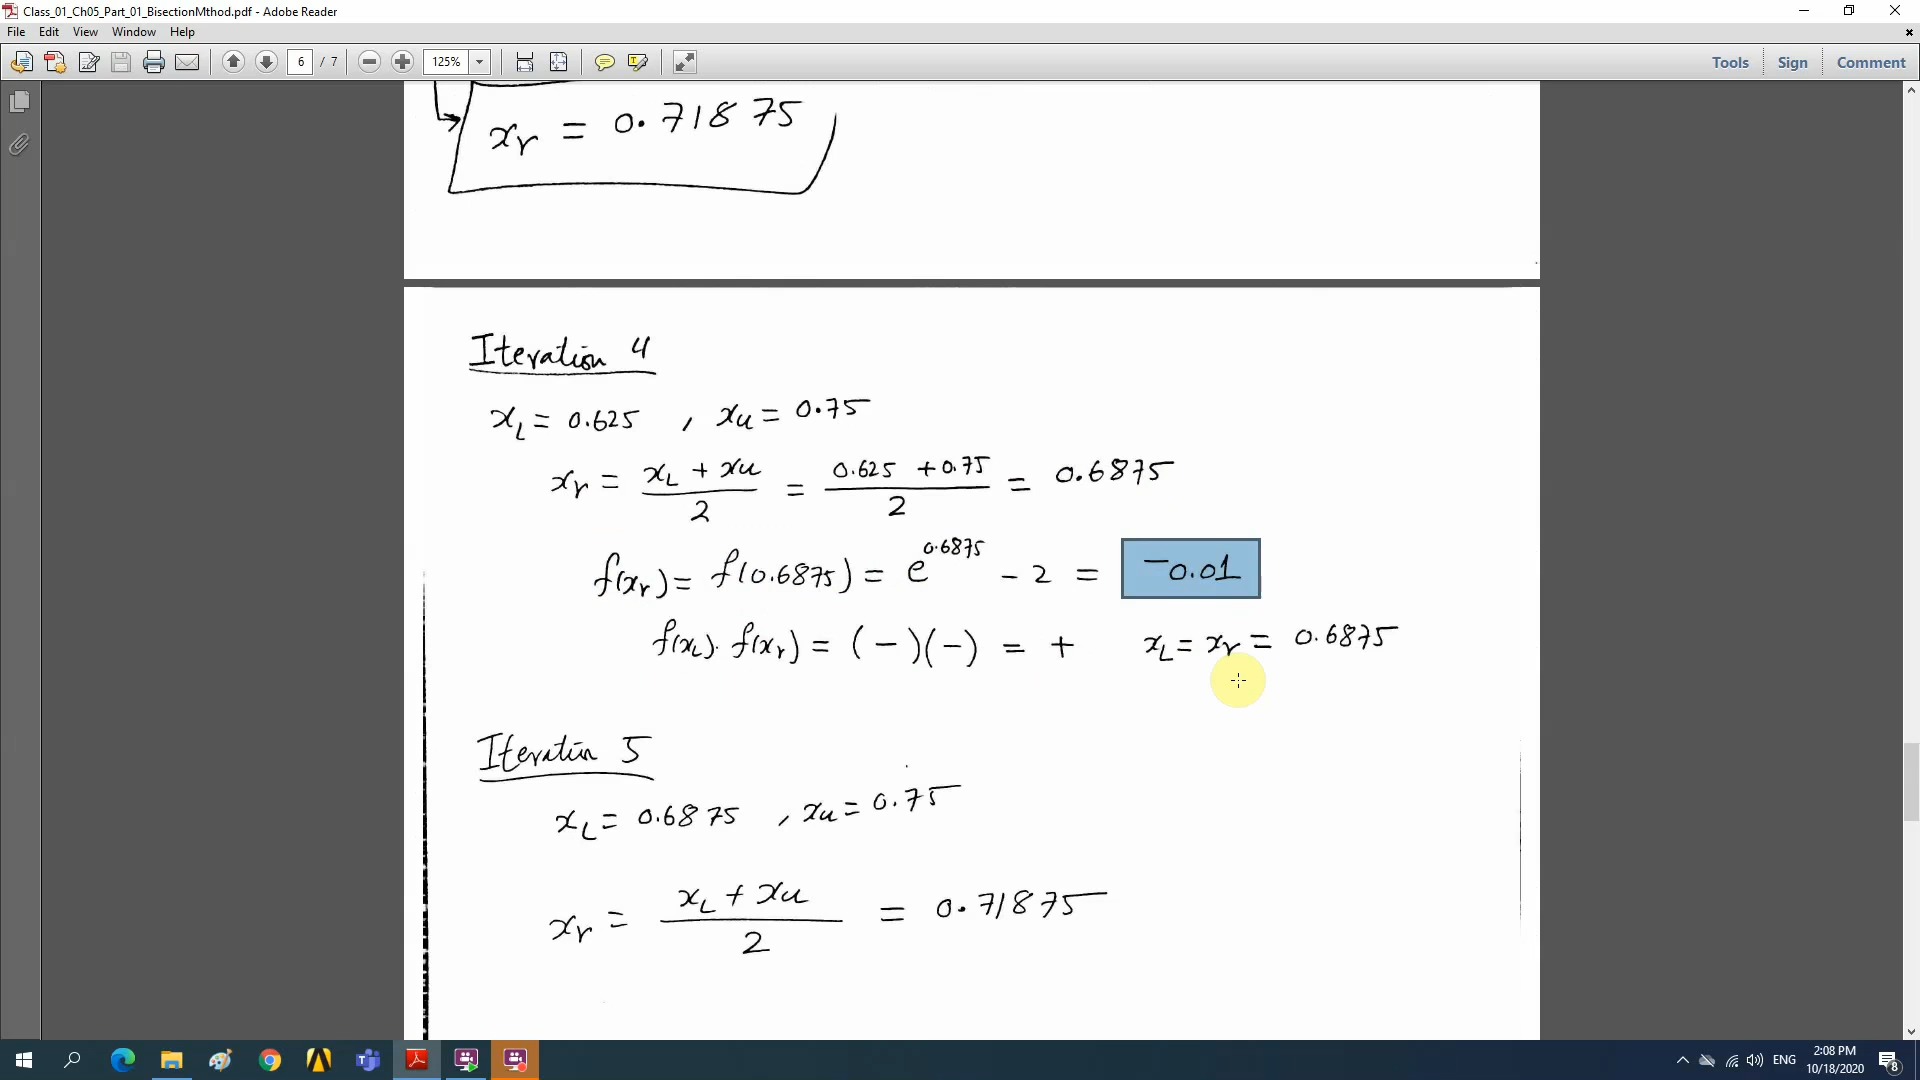 Class_01_Ch05_Part_01_BisectionMthod.pdf - Adobe Reader
File Edit View Window Help
6 / 7 125% Tools Sign Comment
xr = 0.71875
Iteration 4
xL = 0.625 , xu = 0.75
xr = (xL + xu)/2 = (0.625 + 0.75)/2 = 0.6875
f(xr) = f(0.6875) = e^0.6875 - 2 = -0.01
f(xL). f(xr) = (-)(-) = + xL = xr = 0.6875
Iteratin 5
xL = 0.6875 , xu = 0.75
xr = (xL + xu)/2 = 0.71875
ENG
2:08 PM
10/18/2020
8